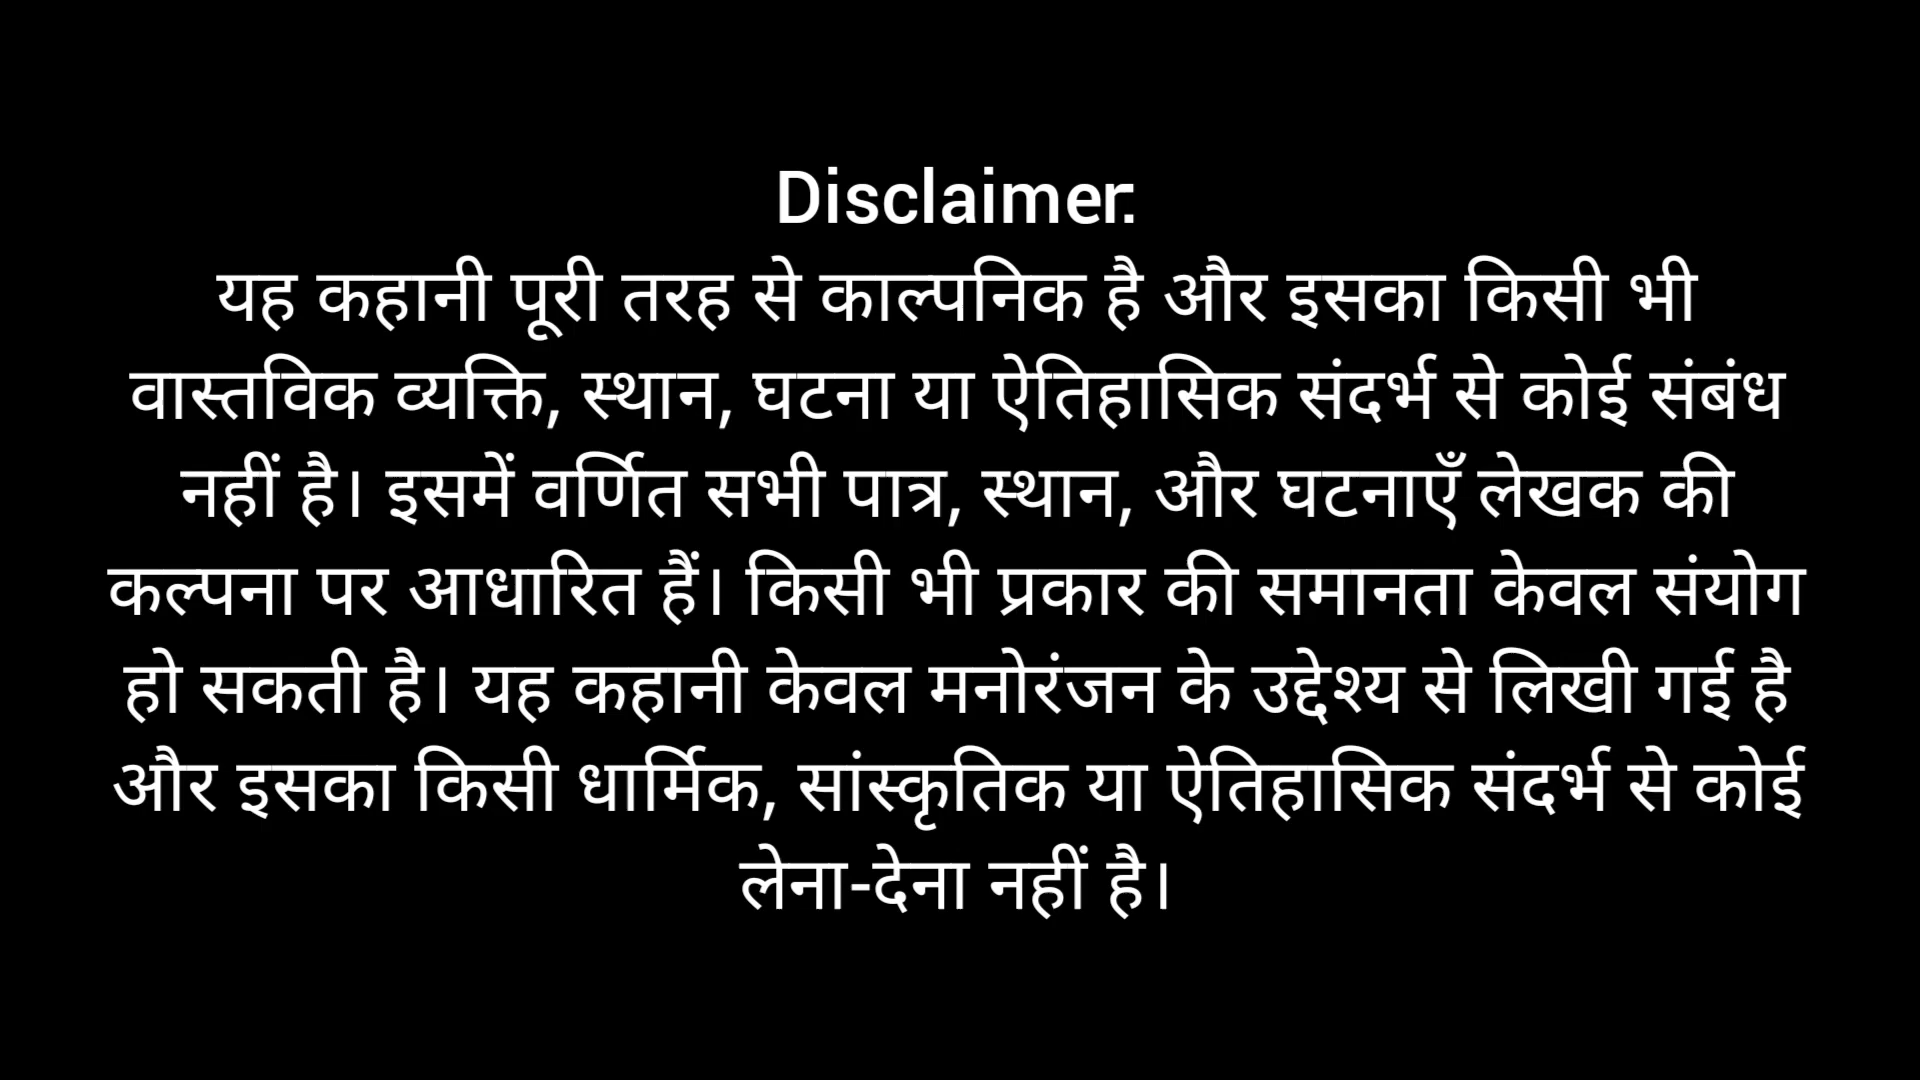 Disclaimer:
यह कहानी पूरी तरह से काल्पनिक है और इसका किसी भी
वास्तविक व्यक्ति, स्थान, घटना या ऐतिहासिक संदर्भ से कोई संबंध
नहीं है। इसमें वर्णित सभी पात्र, स्थान, और घटनाएँ लेखक की
कल्पना पर आधारित हैं। किसी भी प्रकार की समानता केवल संयोग
हो सकती है। यह कहानी केवल मनोरंजन के उद्देश्य से लिखी गई है
और इसका किसी धार्मिक, सांस्कृतिक या ऐतिहासिक संदर्भ से कोई
लेना-देना नहीं है।